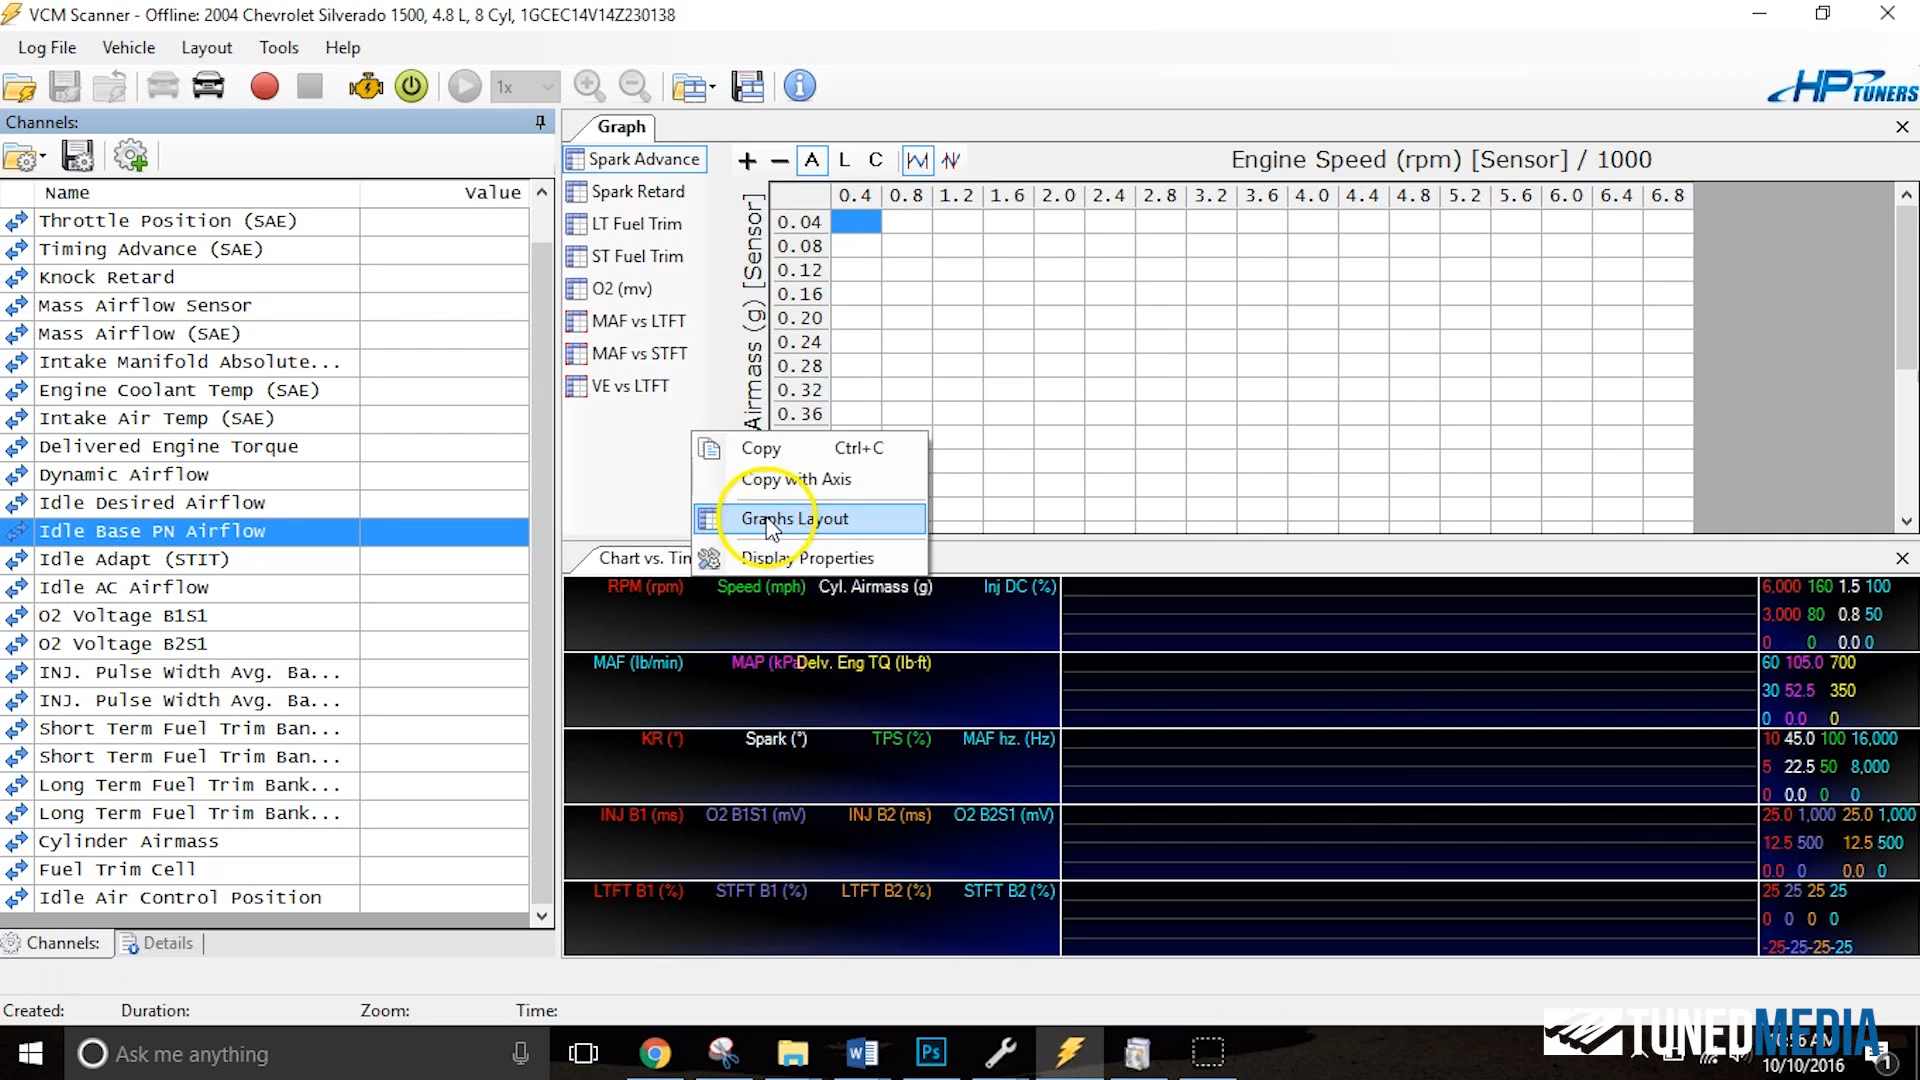 VCM Scanner - Offline: 2004 Chevrolet Silverado 1500, 4.8 L, 8 Cyl, 1GCEC14V14Z230138
Log File Vehicle Layout Tools Help
1x
HP TUNERS
Channels:
Name Value
Throttle Position (SAE)
Timing Advance (SAE)
Knock Retard
Mass Airflow Sensor
Mass Airflow (SAE)
Intake Manifold Absolute...
Engine Coolant Temp (SAE)
Intake Air Temp (SAE)
Delivered Engine Torque
Dynamic Airflow
Idle Desired Airflow
Idle Base PN Airflow
Idle Adapt (STIT)
Idle AC Airflow
O2 Voltage B1S1
O2 Voltage B2S1
INJ. Pulse Width Avg. Ba...
INJ. Pulse Width Avg. Ba...
Short Term Fuel Trim Ban...
Short Term Fuel Trim Ban...
Long Term Fuel Trim Bank...
Long Term Fuel Trim Bank...
Cylinder Airmass
Fuel Trim Cell
Idle Air Control Position
Channels: Details
Graph
Spark Advance
Spark Retard
LT Fuel Trim
ST Fuel Trim
O2 (mv)
MAF vs LTFT
MAF vs STFT
VE vs LTFT
+ - A L C
Engine Speed (rpm) [Sensor] / 1000
0.4 0.8 1.2 1.6 2.0 2.4 2.8 3.2 3.6 4.0 4.4 4.8 5.2 5.6 6.0 6.4 6.8
Airmass (g) [Sensor]
0.04
0.08
0.12
0.16
0.20
0.24
0.28
0.32
0.36
Copy Ctrl+C
Copy with Axis
Graphs Layout
Display Properties
Chart vs. Tim
RPM (rpm) Speed (mph) Cyl. Airmass (g) Inj DC (%)
6,000 160 1.5 100
3,000 80 0.8 50
0 0 0.0 0
MAF (lb/min) MAP (kPa Delv. Eng TQ (lb·ft)
60 105.0 700
30 52.5 350
0 0.0 0
KR (°) Spark (°) TPS (%) MAF hz. (Hz)
10 45.0 100 16,000
5 22.5 50 8,000
0 0.0 0 0
INJ B1 (ms) O2 B1S1 (mV) INJ B2 (ms) O2 B2S1 (mV)
25.0 1,000 25.0 1,000
12.5 500 12.5 500
0.0 0 0.0 0
LTFT B1 (%) STFT B1 (%) LTFT B2 (%) STFT B2 (%)
25 25 25 25
0 0 0 0
-25 -25 -25 -25
Created: Duration: Zoom: Time:
Ask me anything
Ps
TUNEDMEDIA
AM
10/10/2016
1